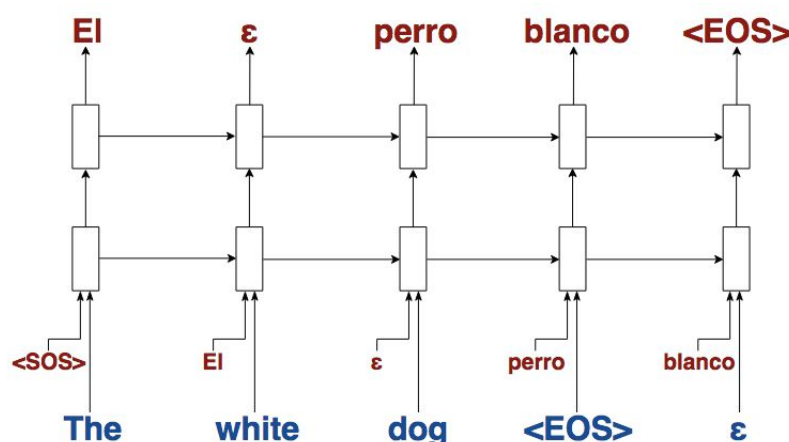 El ε perro blanco <EOS>
<SOS> El ε perro blanco
The white dog <EOS> ε